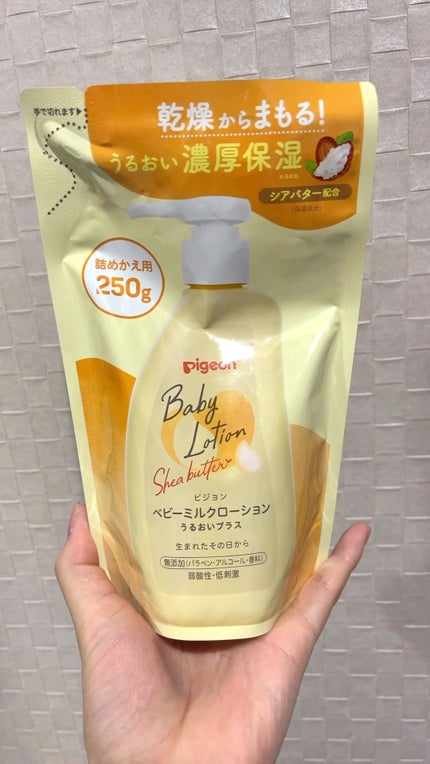 手で切れます▶
乾燥からまもる!
うるおい濃厚保湿
シアバター配合
(保湿成分)
詰めかえ用
250g
Pigeon
Baby
Lotion
Shea butter
ピジョン
ベビーミルクローション
うるおいプラス
生まれたその日から
無添加(パラベン・アルコール・香料)
弱酸性・低刺激